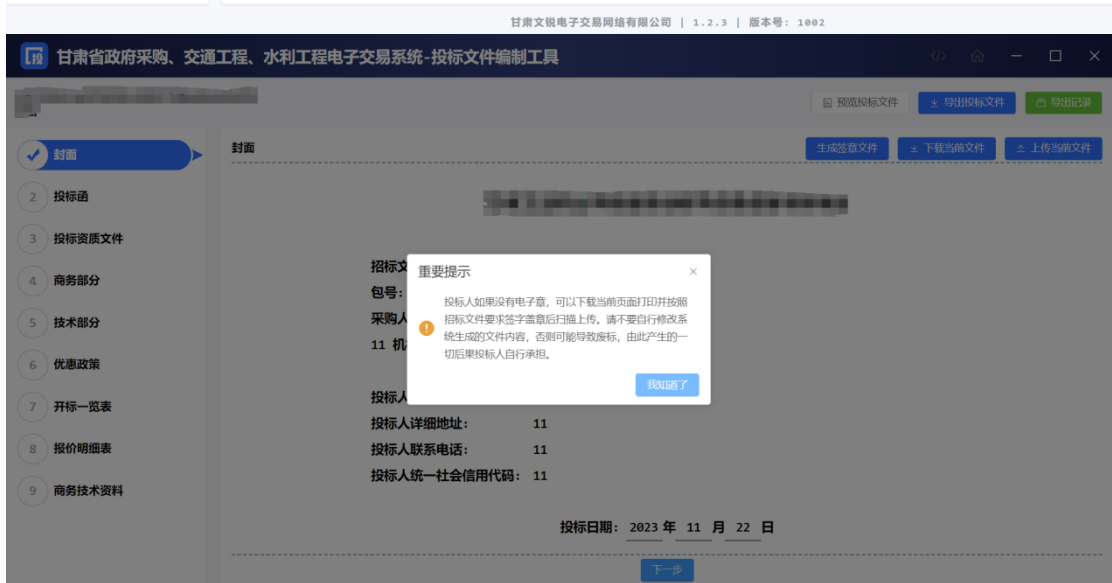 甘肃文锐电子交易网络有限公司 | 1.2.3 | 版本号: 1002
投 甘肃省政府采购、交通工程、水利工程电子交易系统-投标文件编制工具
预览投标文件 导出投标文件 导出记录
封面
2 投标函
3 投标资质文件
4 商务部分
5 技术部分
6 优惠政策
7 开标一览表
8 报价明细表
9 商务技术资料
封面 生成签章文件 下载当前文件 上传当前文件
招标文
包号:
采购人
11 机
重要提示
投标人如果没有电子章,可以下载当前页面打印并按照
招标文件要求签字盖章后扫描上传。请不要自行修改系
统生成的文件内容,否则可能导致废标,由此产生的一
切后果投标人自行承担。
我知道了
投标人
投标人详细地址: 11
投标人联系电话: 11
投标人统一社会信用代码: 11
投标日期: 2023 年 11 月 22 日
下一步